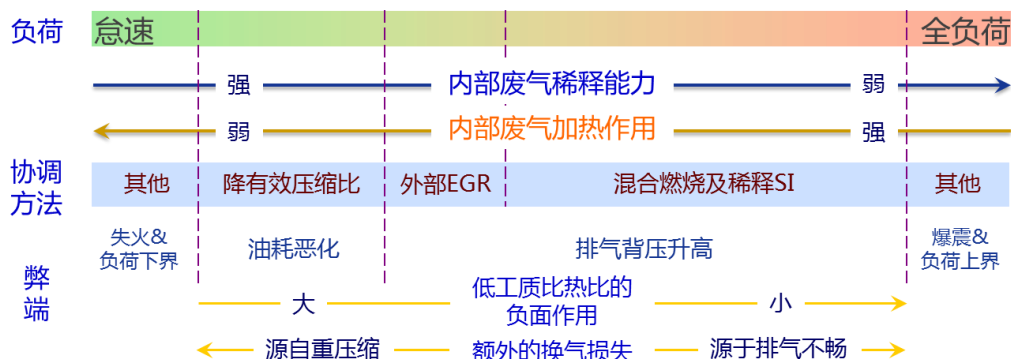 负荷 怠速 全负荷
强 内部废气稀释能力 弱
弱 内部废气加热作用 强
协调
方法
其他 降有效压缩比 外部EGR 混合燃烧及稀释SI 其他
弊
端
失火&
负荷下界
油耗恶化 排气背压升高
爆震&
负荷上界
大 低工质比热比的
负面作用 小
源自重压缩 额外的换气损失 源于排气不畅